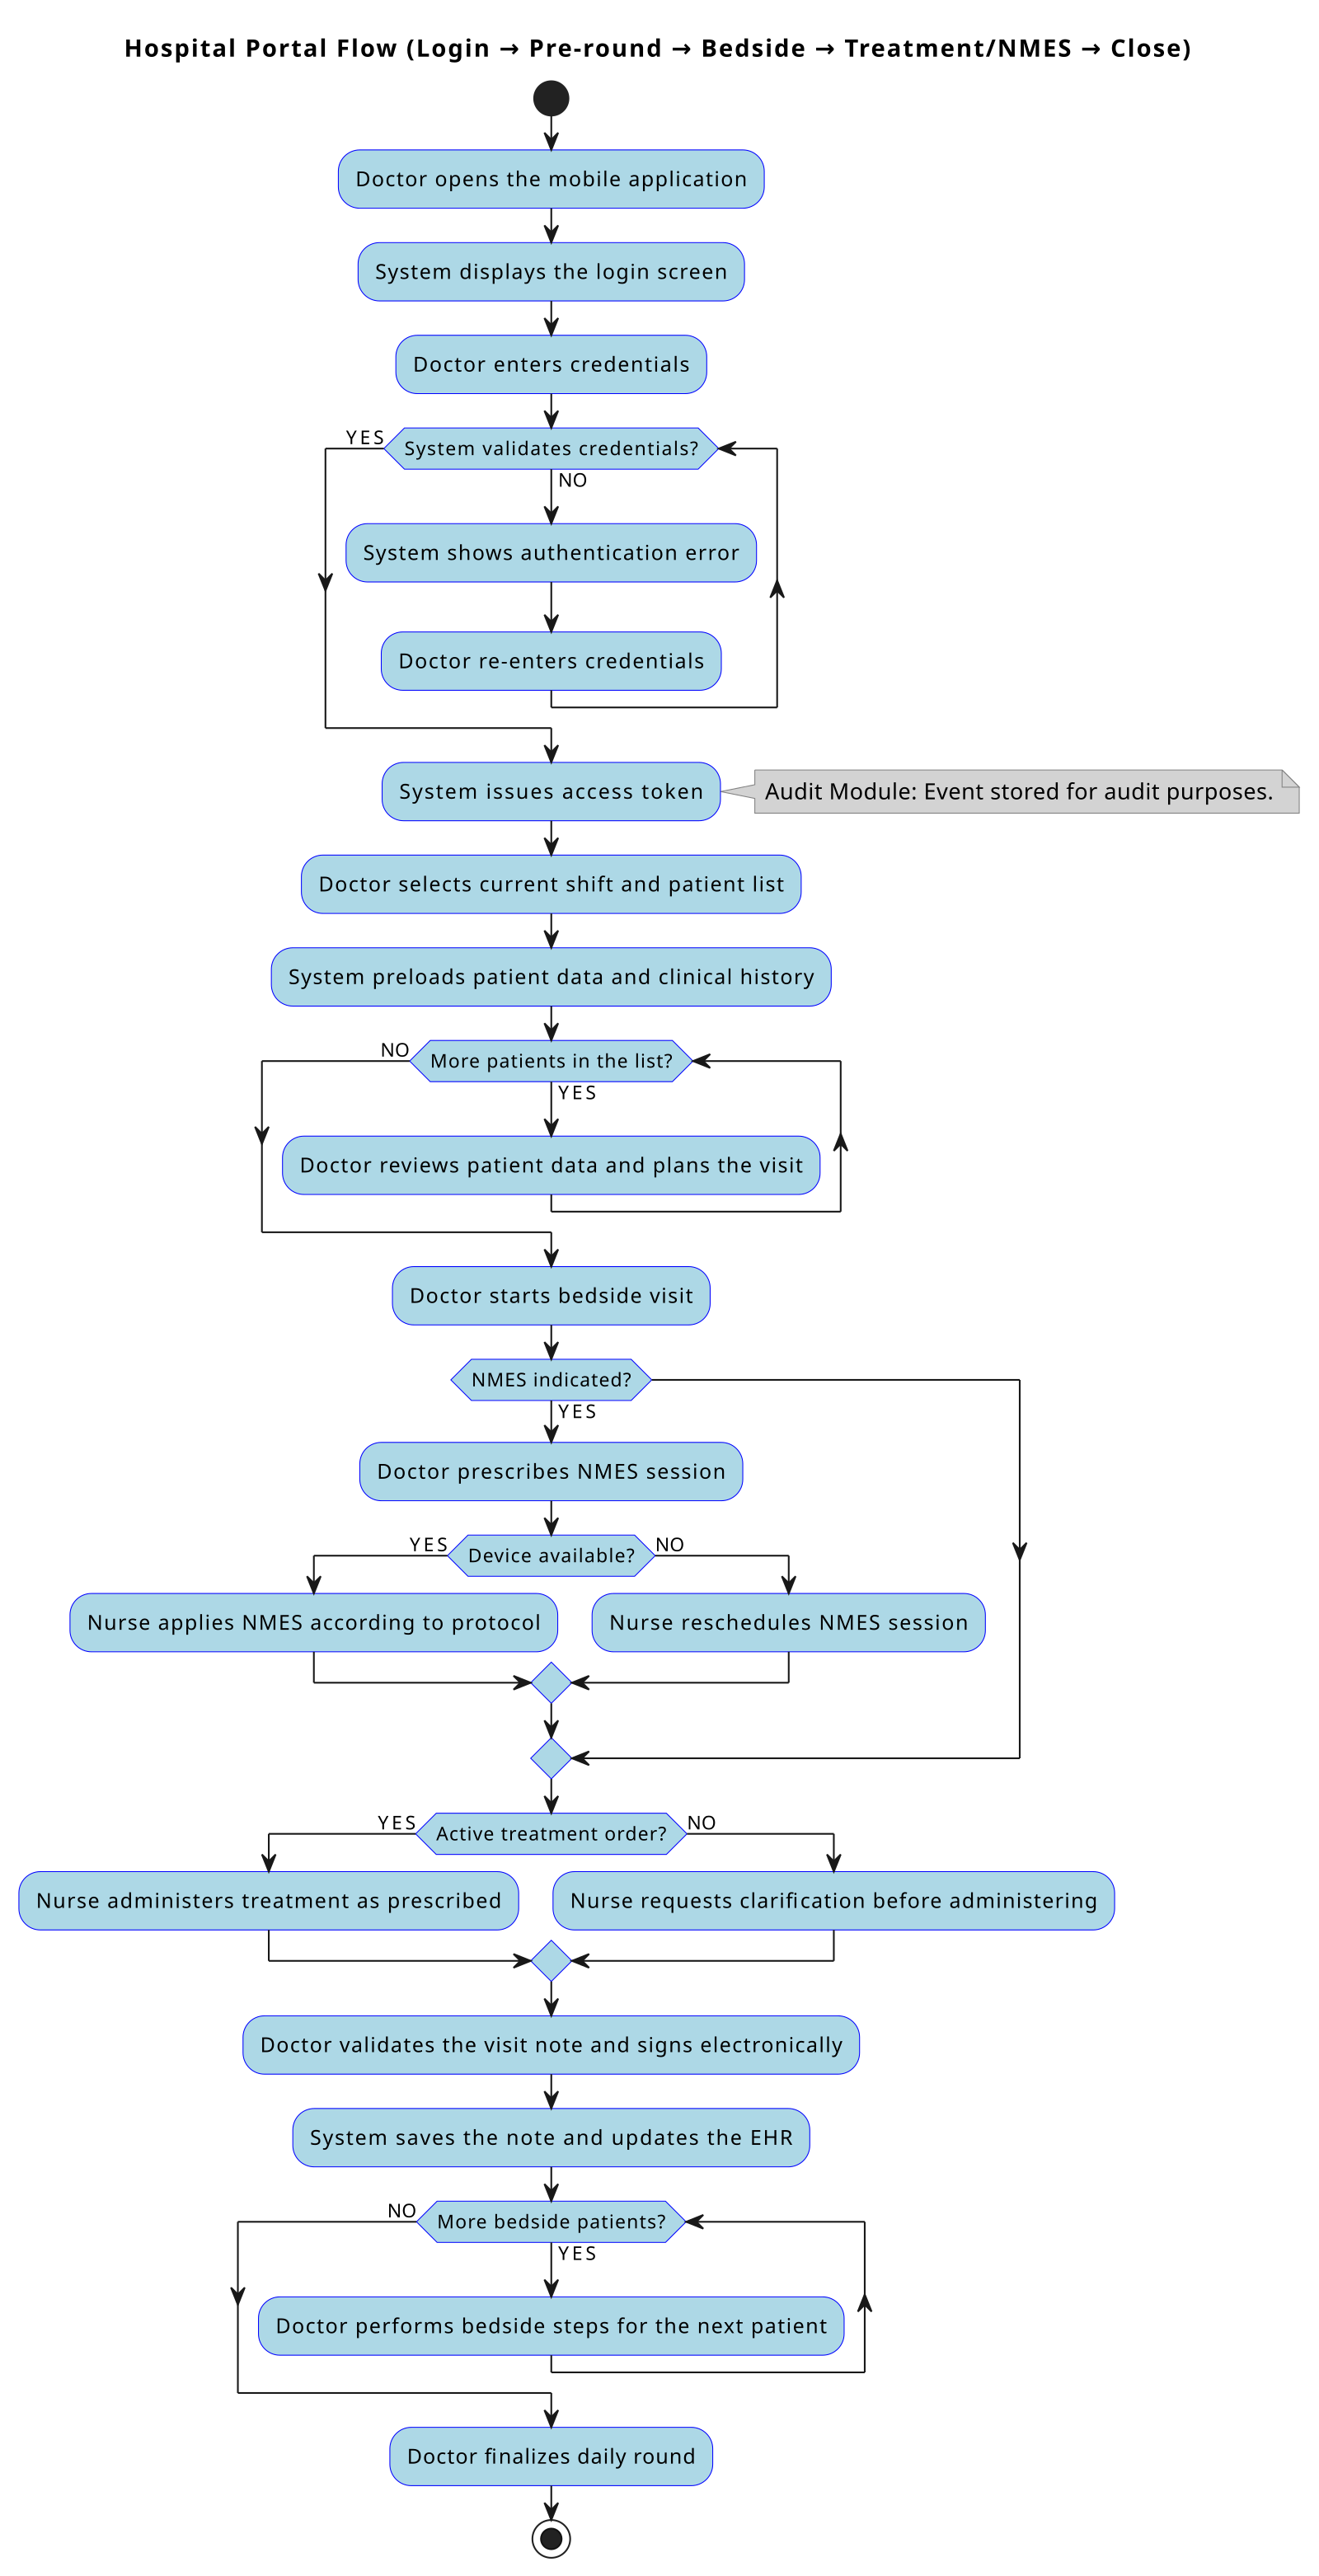 Hospital Portal Flow (Login → Pre-round → Bedside → Treatment/NMES → Close)
Doctor opens the mobile application
System displays the login screen
Doctor enters credentials
YES
System validates credentials?
NO
System shows authentication error
Doctor re-enters credentials
System issues access token
Audit Module: Event stored for audit purposes.
Doctor selects current shift and patient list
System preloads patient data and clinical history
NO
More patients in the list?
YES
Doctor reviews patient data and plans the visit
Doctor starts bedside visit
NMES indicated?
YES
Doctor prescribes NMES session
YES
Device available?
NO
Nurse applies NMES according to protocol
Nurse reschedules NMES session
YES
Active treatment order?
NO
Nurse administers treatment as prescribed
Nurse requests clarification before administering
Doctor validates the visit note and signs electronically
System saves the note and updates the EHR
NO
More bedside patients?
YES
Doctor performs bedside steps for the next patient
Doctor finalizes daily round